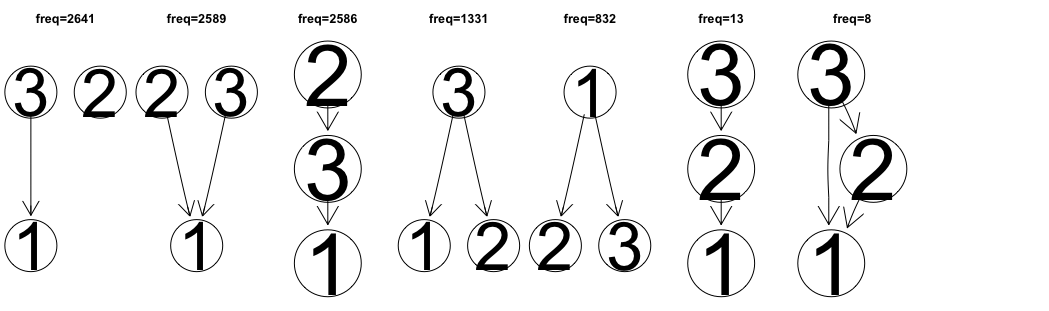 freq=2641 freq=2589 freq=2586 freq=1331 freq=832 freq=13 freq=8
3 2 2 3 2 3 1 3 3
3 2 2
1 1 1 1 2 2 3 1 1